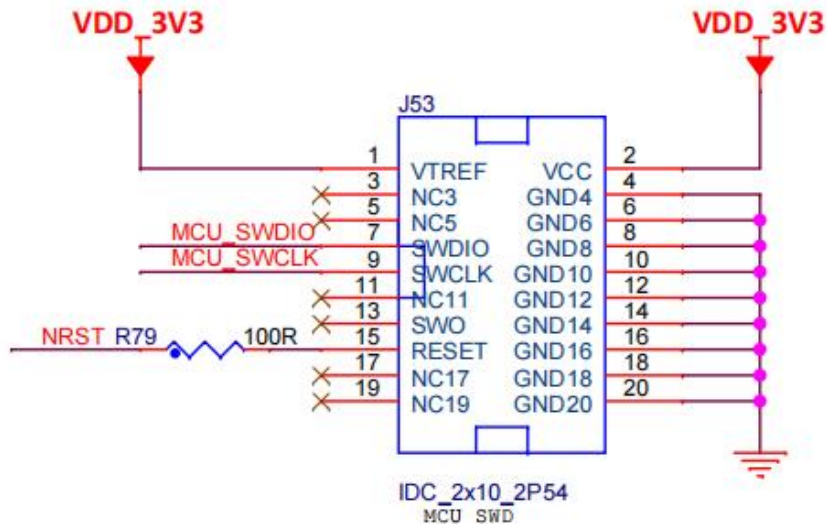 VDD_3V3 VDD_3V3
J53
1 VTREF VCC 2
3 NC3 GND4 4
5 NC5 GND6 6
MCU_SWDIO 7 SWDIO GND8 8
MCU_SWCLK 9 SWCLK GND10 10
11 NC11 GND12 12
13 SWO GND14 14
NRST R79 100R 15 RESET GND16 16
17 NC17 GND18 18
19 NC19 GND20 20
IDC_2x10_2P54
MCU SWD